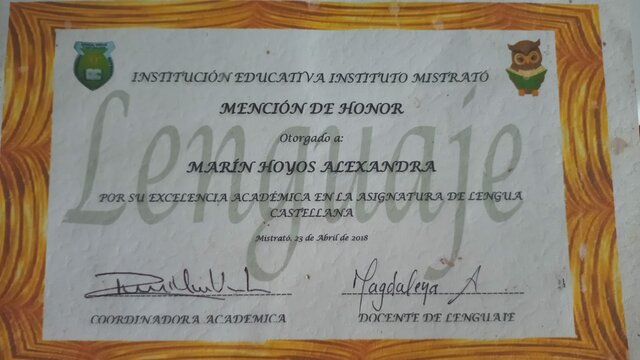 INSTITUCIÓN EDUCATIVA INSTITUTO MISTRATÓ
MENCIÓN DE HONOR
Otorgado a:
MARÍN HOYOS ALEXANDRA
Lenguaje
POR SU EXCELENCIA ACADÉMICA EN LA ASIGNATURA DE LENGUA
CASTELLANA
Mistrató, 23 de Abril de 2018
Magdaleya A
COORDINADORA ACADEMICA
DOCENTE DE LENGUAJE